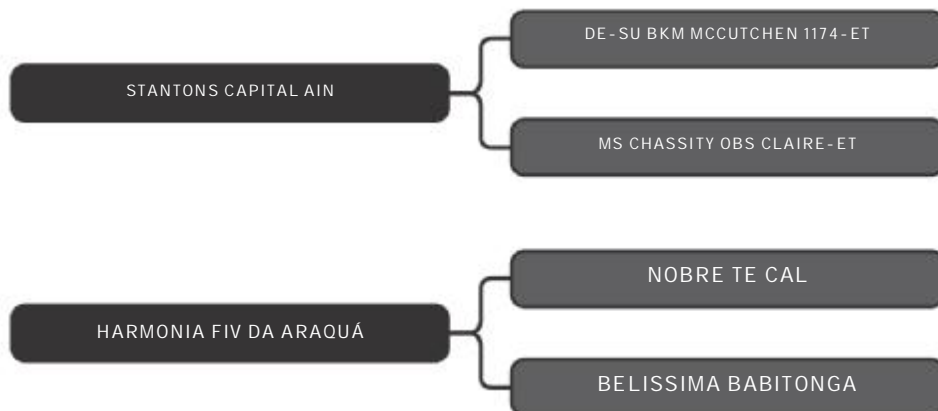 DE-SU BKM MCCUTCHEN 1174-ET
STANTONS CAPITAL AIN
MS CHASSITY OBS CLAIRE-ET
NOBRE TE CAL
HARMONIA FIV DA ARAQUÁ
BELISSIMA BABITONGA